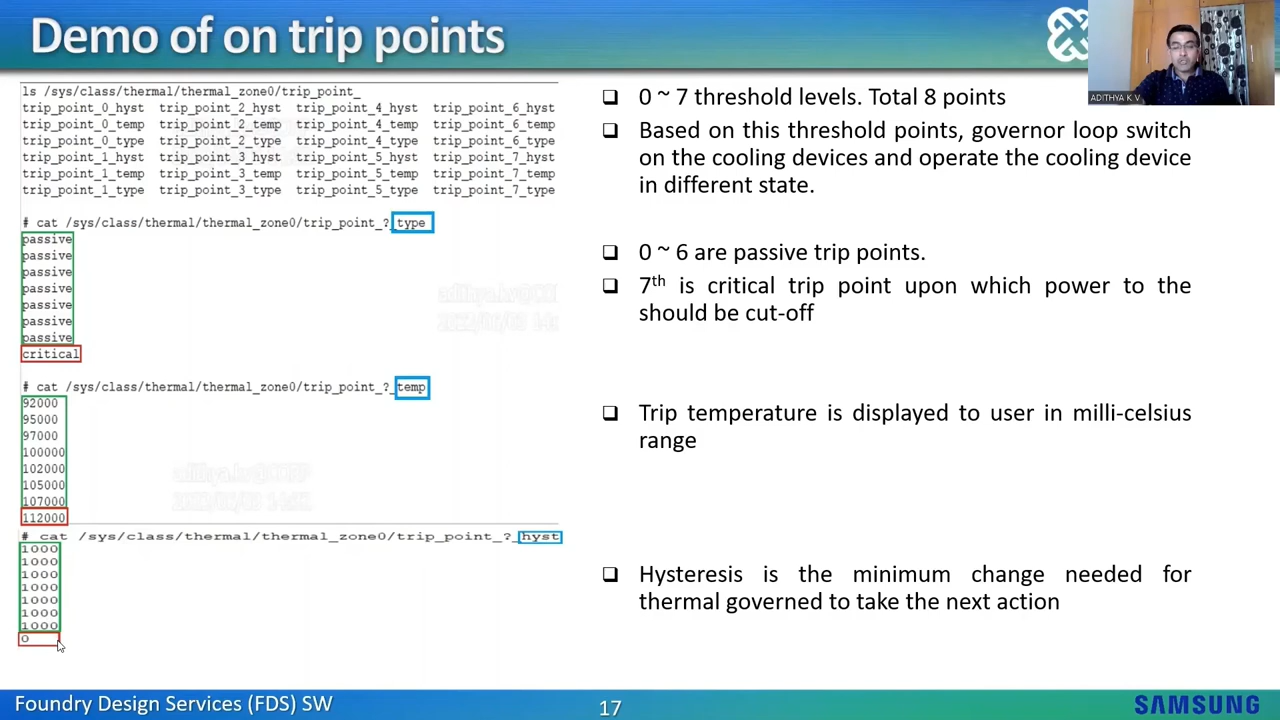 Demo of on trip points
ADITHYA K V
ls /sys/class/thermal/thermal_zone0/trip_point_
trip_point_0_hyst trip_point_2_hyst trip_point_4_hyst trip_point_6_hyst
trip_point_0_temp trip_point_2_temp trip_point_4_temp trip_point_6_temp
trip_point_0_type trip_point_2_type trip_point_4_type trip_point_6_type
trip_point_1_hyst trip_point_3_hyst trip_point_5_hyst trip_point_7_hyst
trip_point_1_temp trip_point_3_temp trip_point_5_temp trip_point_7_temp
trip_point_1_type trip_point_3_type trip_point_5_type trip_point_7_type
# cat /sys/class/thermal/thermal_zone0/trip_point_?_type
passive
passive
passive
passive
passive
passive
passive
critical
# cat /sys/class/thermal/thermal_zone0/trip_point_?_temp
92000
95000
97000
100000
102000
105000
107000
112000
# cat /sys/class/thermal/thermal_zone0/trip_point_?_hyst
1000
1000
1000
1000
1000
1000
1000
0
0 ~ 7 threshold levels. Total 8 points
Based on this threshold points, governor loop switch
on the cooling devices and operate the cooling device
in different state.
0 ~ 6 are passive trip points.
7th is critical trip point upon which power to the
should be cut-off
Trip temperature is displayed to user in milli-celsius
range
Hysteresis is the minimum change needed for
thermal governed to take the next action
Foundry Design Services (FDS) SW
17
SAMSUNG